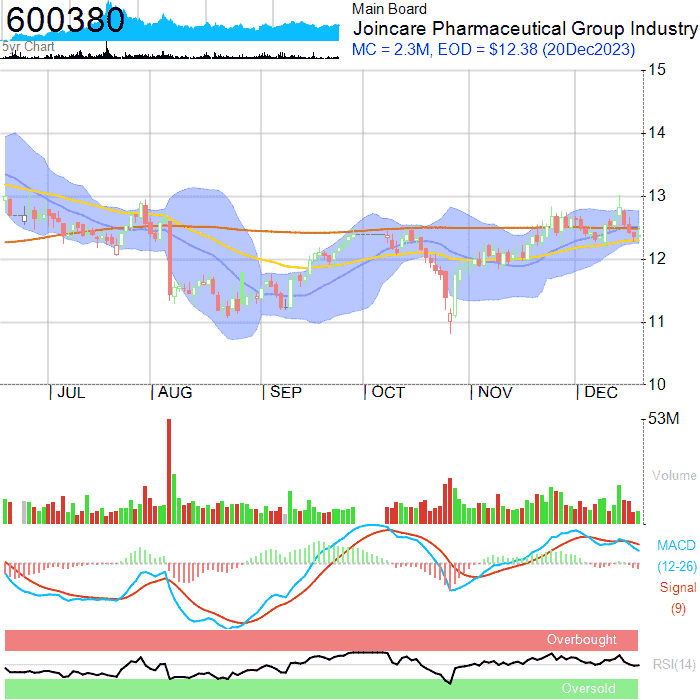 600380
5yr Chart
Main Board
Joincare Pharmaceutical Group Industry
MC = 2.3M, EOD = $12.38 (20Dec2023)
15
14
13
12
11
10
JUL AUG SEP OCT NOV DEC
53M
Volume
MACD
(12-26)
Signal
(9)
Overbought
RSI(14)
Oversold